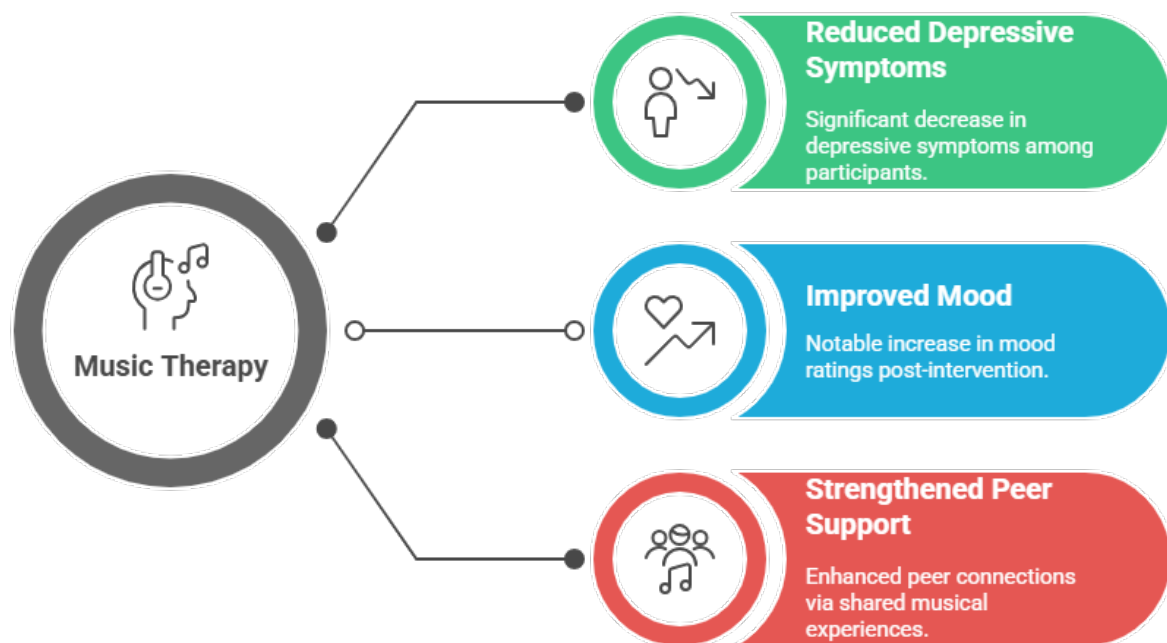 Music Therapy
Reduced Depressive
Symptoms
Significant decrease in
depressive symptoms among
participants.
Improved Mood
Notable increase in mood
ratings post-intervention.
Strengthened Peer
Support
Enhanced peer connections
via shared musical
experiences.